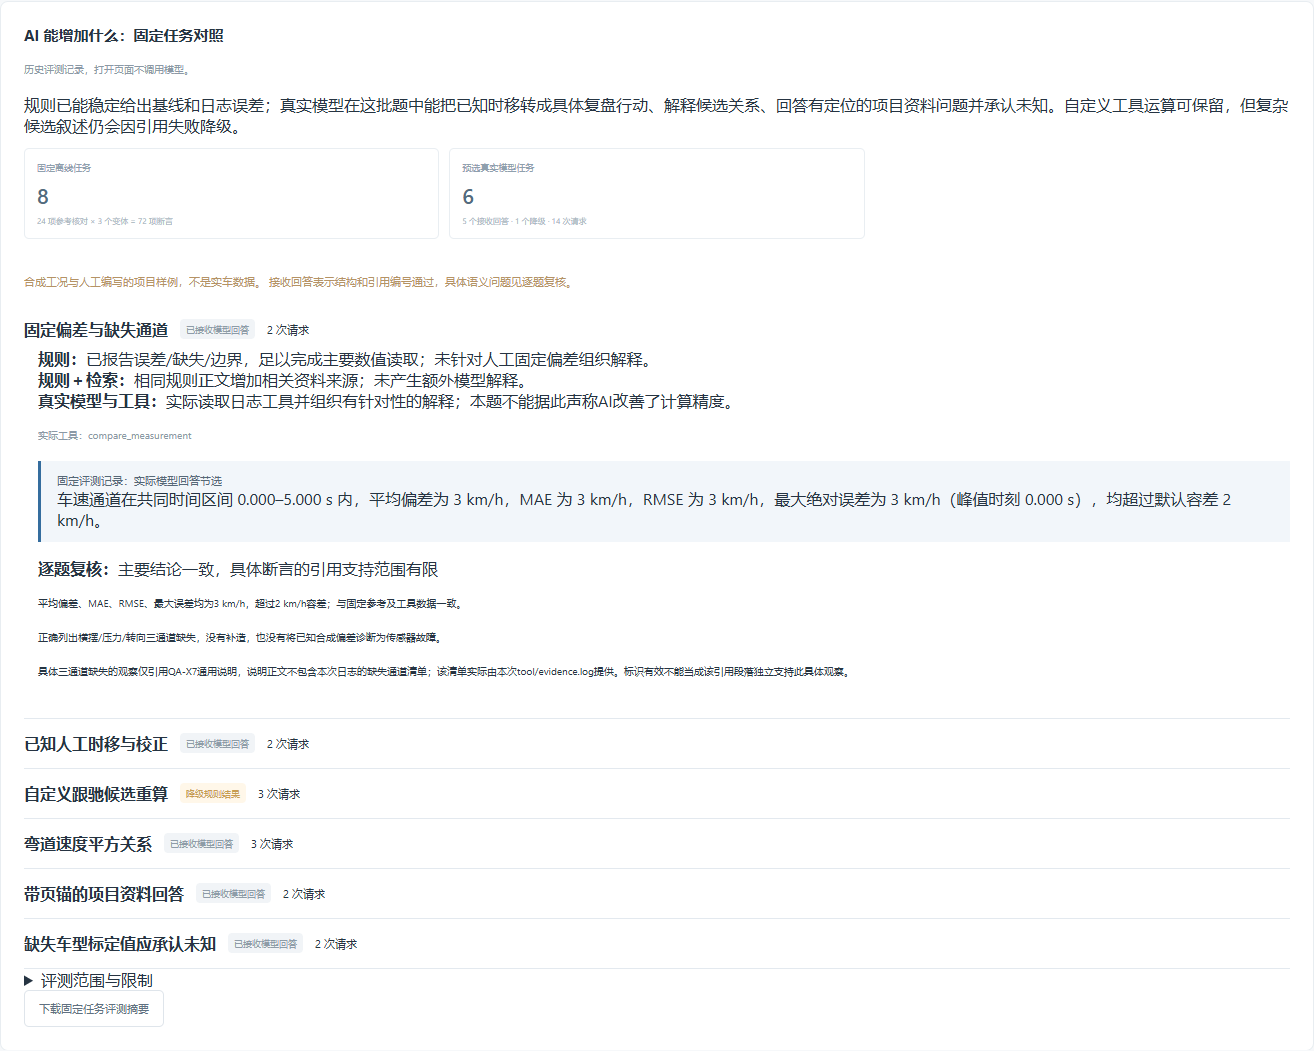 AI 能增加什么：固定任务对照
历史评测记录，打开页面不调用模型。
规则已能稳定给出基线和日志误差；真实模型在这批题中能把已知时移转成具体复盘行动、解释候选关系、回答有定位的项目资料问题并承认未知。自定义工具运算可保留，但复杂
候选叙述仍会因引用失败降级。
固定离线任务
8
24 项参考核对 × 3 个变体 = 72 项断言
预选真实模型任务
6
5 个接收回答 · 1 个降级 · 14 次请求
合成工况与人工编写的项目样例，不是实车数据。 接收回答表示结构和引用编号通过，具体语义问题见逐题复核。
固定偏差与缺失通道 已接收模型回答 2 次请求
规则：已报告误差/缺失/边界，足以完成主要数值读取；未针对人工固定偏差组织解释。
规则 + 检索：相同规则正文增加相关资料来源；未产生额外模型解释。
真实模型与工具：实际读取日志工具并组织有针对性的解释；本题不能据此声称AI改善了计算精度。
实际工具：compare_measurement
固定评测记录：实际模型回答节选
车速通道在共同时间区间 0.000–5.000 s 内，平均偏差为 3 km/h，MAE 为 3 km/h，RMSE 为 3 km/h，最大绝对误差为 3 km/h（峰值时刻 0.000 s），均超过默认容差 2
km/h。
逐题复核：主要结论一致，具体断言的引用支持范围有限
平均偏差、MAE、RMSE、最大误差均为3 km/h，超过2 km/h容差；与固定参考及工具数据一致。
正确列出横摆/压力/转向三通道缺失，没有补造，也没有将已知合成偏差诊断为传感器故障。
具体三通道缺失的观察仅引用QA-X7通用说明，说明正文不包含本次日志的缺失通道清单；该清单实际由本次tool/evidence.log提供。标识有效不能当成该引用段落独立支持此具体观察。
已知人工时移与校正 已接收模型回答 2 次请求
自定义跟驰候选重算 降级规则结果 3 次请求
弯道速度平方关系 已接收模型回答 3 次请求
带页锚的项目资料回答 已接收模型回答 2 次请求
缺失车型标定值应承认未知 已接收模型回答 2 次请求
▶ 评测范围与限制
下载固定任务评测摘要